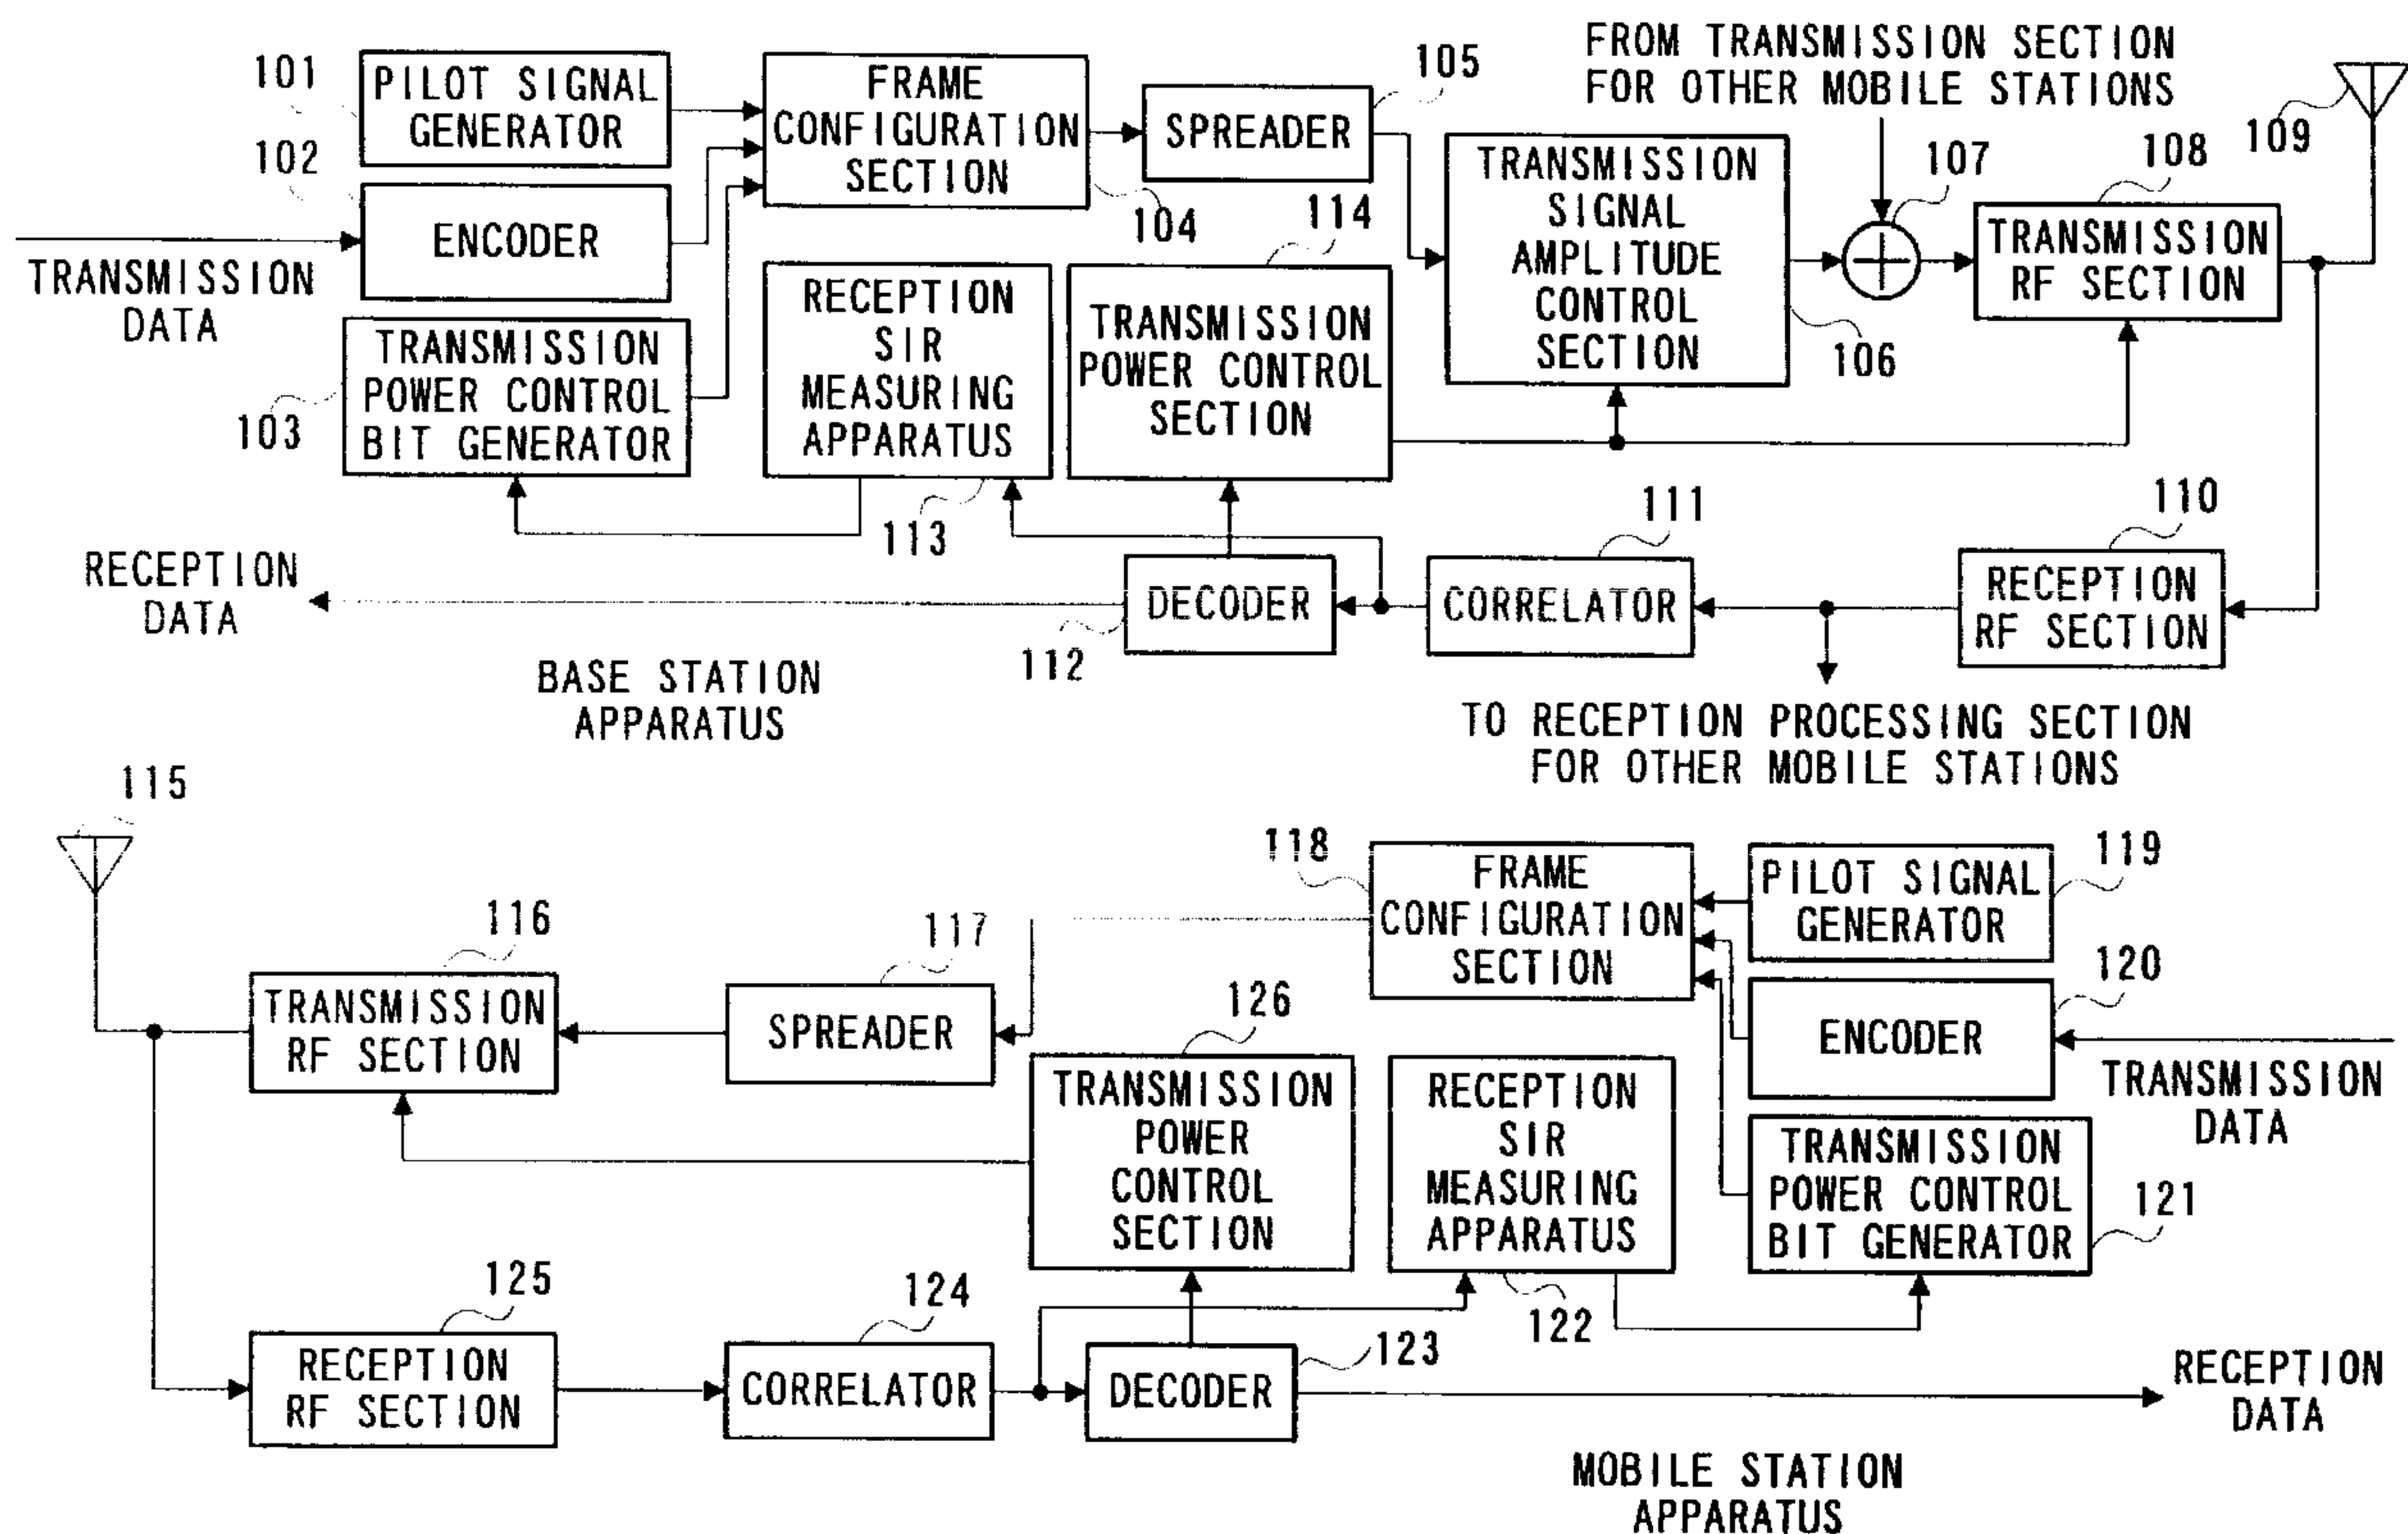 FROM TRANSMISSION SECTION
FOR OTHER MOBILE STATIONS
101
PILOT SIGNAL
GENERATOR
102
ENCODER
TRANSMISSION
DATA
103
TRANSMISSION
POWER CONTROL
BIT GENERATOR
FRAME
CONFIGURATION
SECTION
104
SPREADER
105
TRANSMISSION
SIGNAL
AMPLITUDE
CONTROL
SECTION
106
107
108
TRANSMISSION
RF SECTION
109
RECEPTION
SIR
MEASURING
APPARATUS
113
114
TRANSMISSION
POWER CONTROL
SECTION
110
RECEPTION
RF SECTION
111
CORRELATOR
DECODER
112
RECEPTION
DATA
BASE STATION
APPARATUS
TO RECEPTION PROCESSING SECTION
FOR OTHER MOBILE STATIONS
115
116
TRANSMISSION
RF SECTION
117
SPREADER
118
FRAME
CONFIGURATION
SECTION
119
PILOT SIGNAL
GENERATOR
120
ENCODER
TRANSMISSION
DATA
121
TRANSMISSION
POWER CONTROL
BIT GENERATOR
126
TRANSMISSION
POWER
CONTROL
SECTION
RECEPTION
SIR
MEASURING
APPARATUS
122
125
RECEPTION
RF SECTION
124
CORRELATOR
DECODER
123
RECEPTION
DATA
MOBILE STATION
APPARATUS